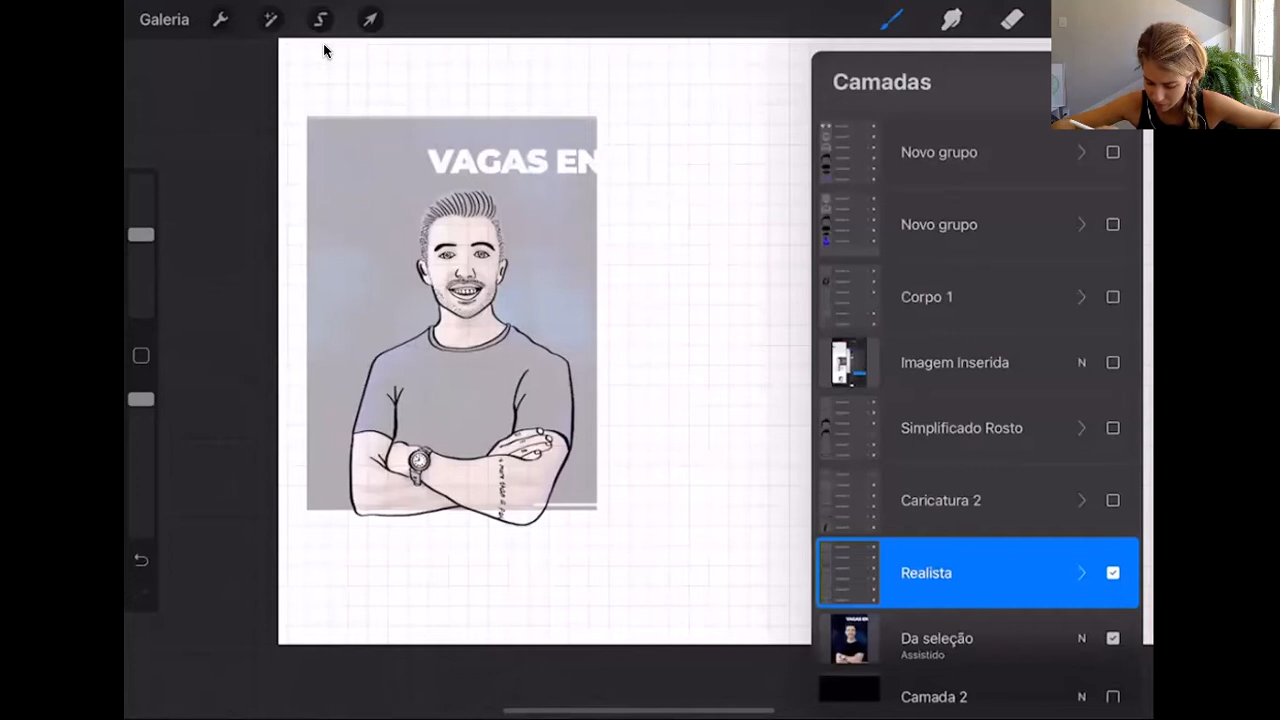 Galeria
Camadas
VAGAS EN
Novo grupo
Novo grupo
Corpo 1
Imagem Inserida N
Simplificado Rosto
Caricatura 2
Realista
Da seleção N
Assistido
Camada 2 N